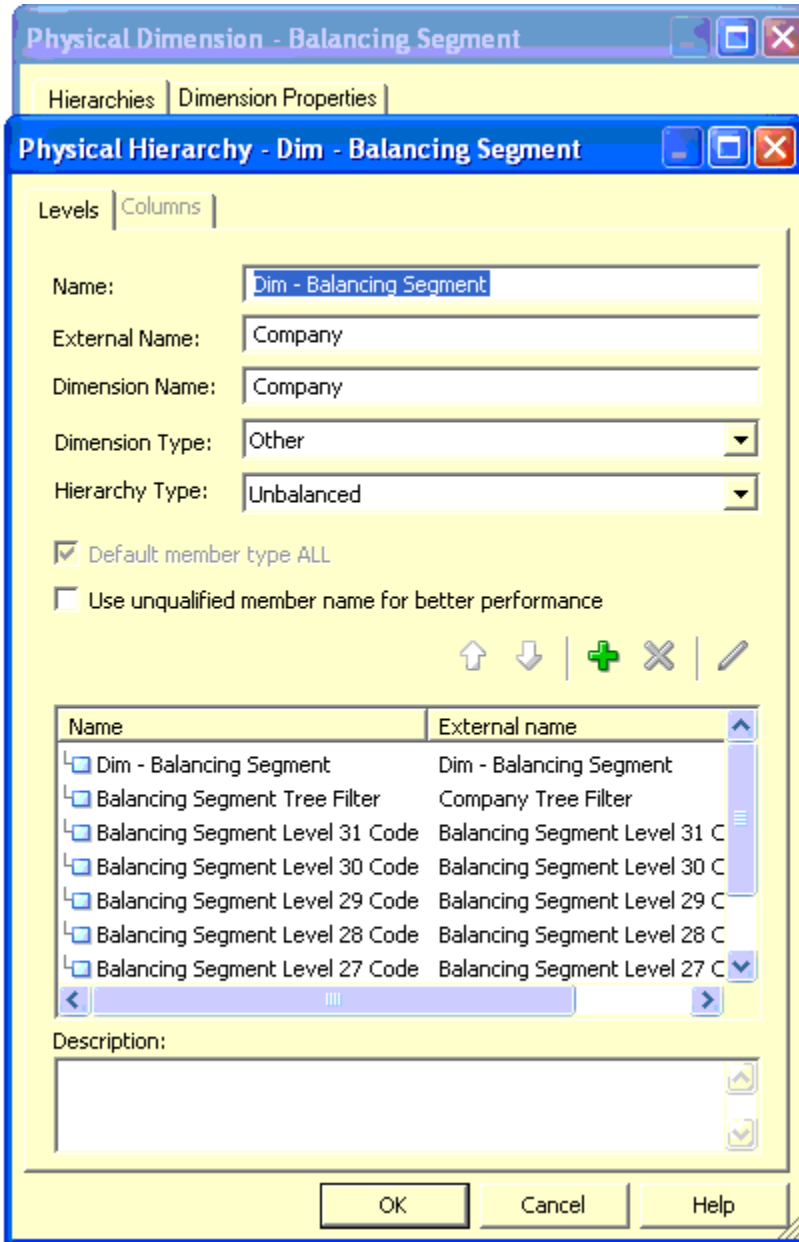 Physical Dimension - Balancing Segment
Hierarchies Dimension Properties
Physical Hierarchy - Dim - Balancing Segment
Levels Columns
Name: Dim - Balancing Segment
External Name: Company
Dimension Name: Company
Dimension Type: Other
Hierarchy Type: Unbalanced
Default member type ALL
Use unqualified member name for better performance
Name External name
Dim - Balancing Segment Dim - Balancing Segment
Balancing Segment Tree Filter Company Tree Filter
Balancing Segment Level 31 Code Balancing Segment Level 31 C
Balancing Segment Level 30 Code Balancing Segment Level 30 C
Balancing Segment Level 29 Code Balancing Segment Level 29 C
Balancing Segment Level 28 Code Balancing Segment Level 28 C
Balancing Segment Level 27 Code Balancing Segment Level 27 C
Description:
OK Cancel Help